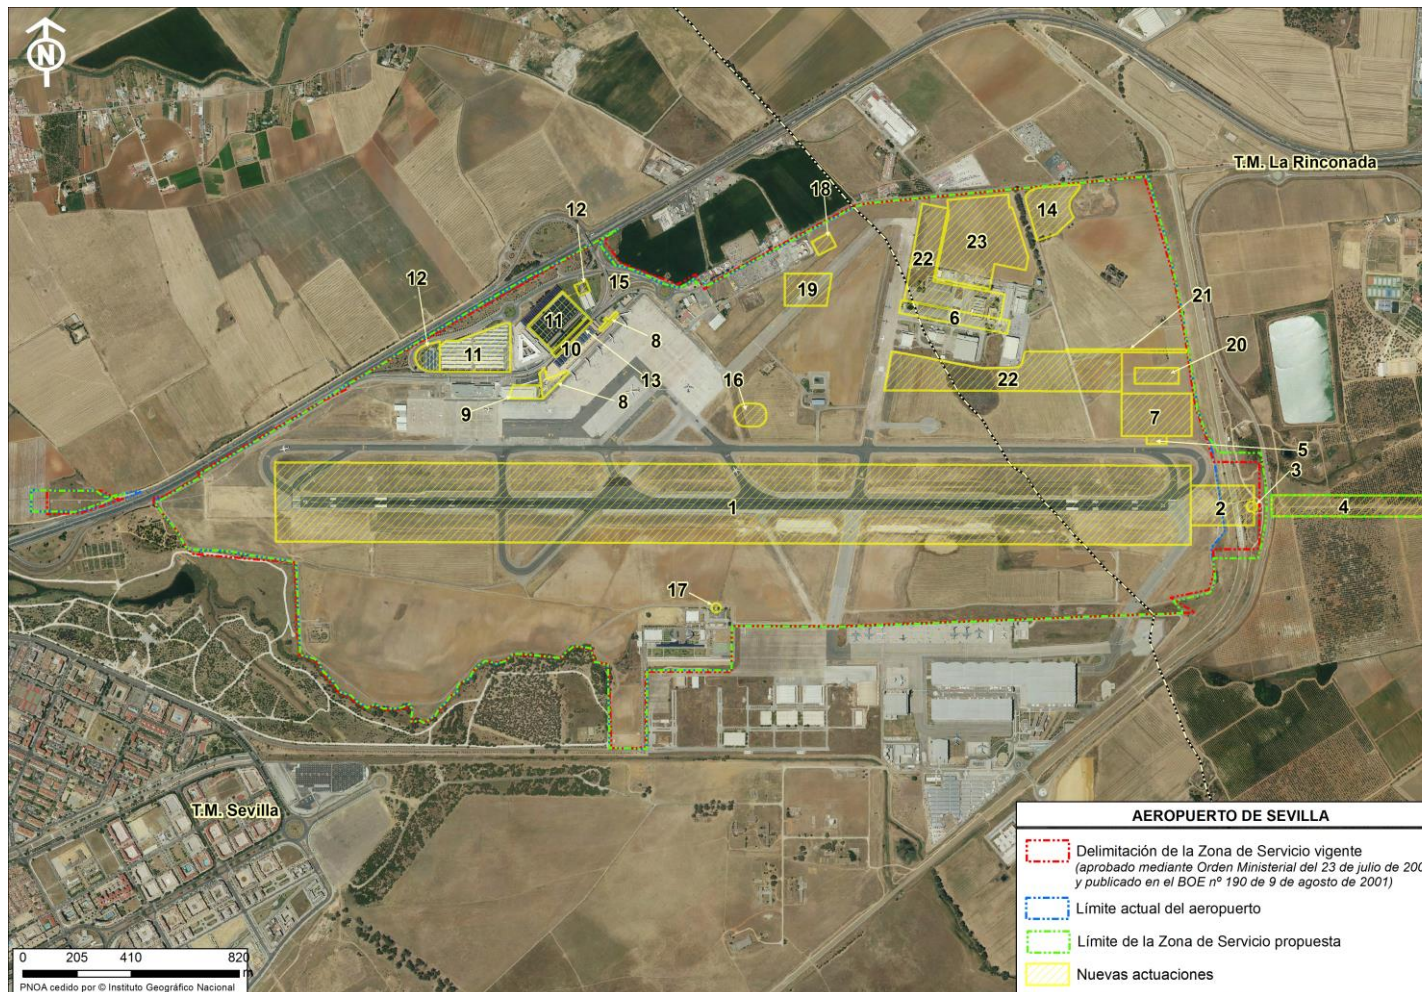 N
T.M. La Rinconada
18
14
12
23
22
12
15
19
21
11
6
8
20
11
10
13
22
16
7
9
8
5
3
1
2
4
17
T.M. Sevilla
AEROPUERTO DE SEVILLA
Delimitación de la Zona de Servicio vigente
(aprobado mediante Orden Ministerial del 23 de julio de 200
y publicado en el BOE nº 190 de 9 de agosto de 2001)
Límite actual del aeropuerto
Límite de la Zona de Servicio propuesta
Nuevas actuaciones
0 205 410 820
m
PNOA cedido por © Instituto Geográfico Nacional